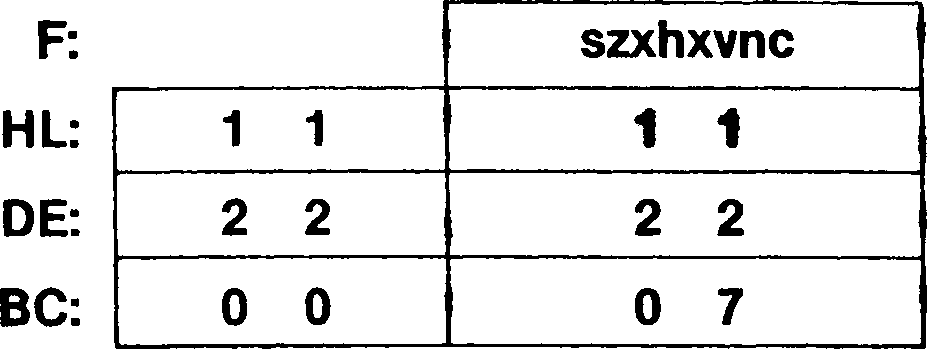 F: szxhxvnc
HL: 1 1 1 1
DE: 2 2 2 2
BC: 0 0 0 7